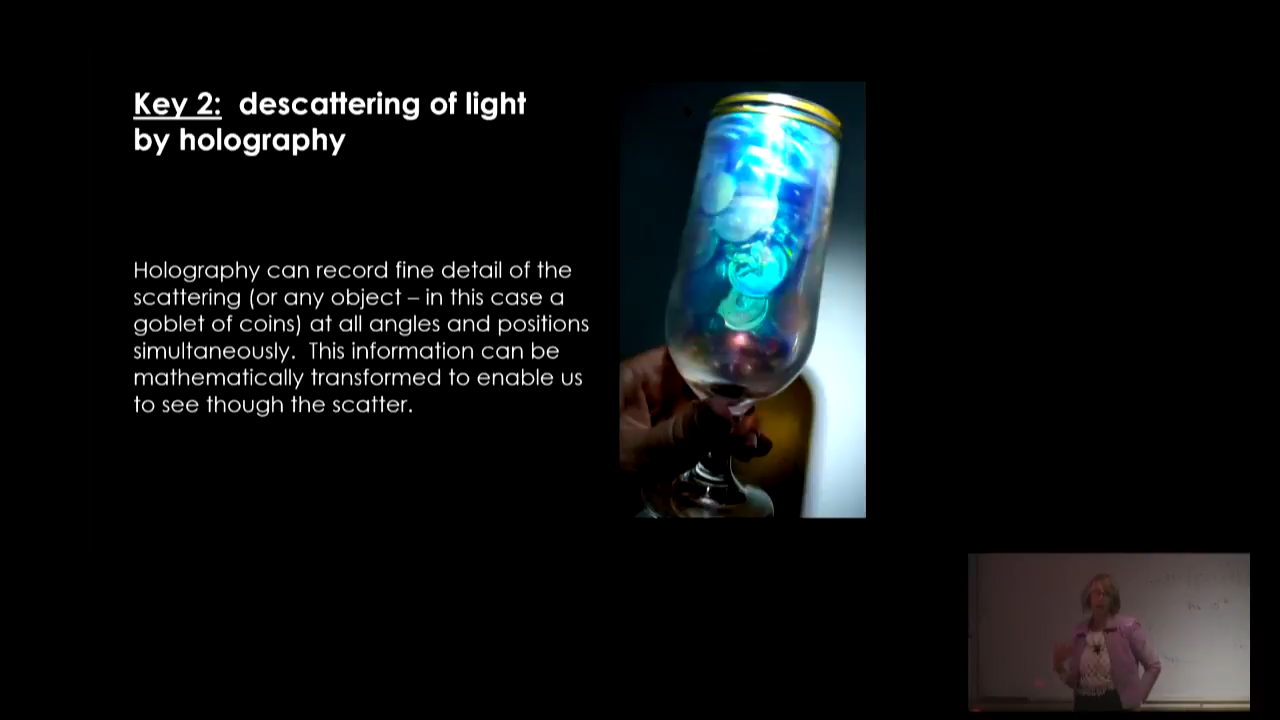 Key 2: descattering of light
by holography
Holography can record fine detail of the
scattering (or any object – in this case a
goblet of coins) at all angles and positions
simultaneously. This information can be
mathematically transformed to enable us
to see though the scatter.